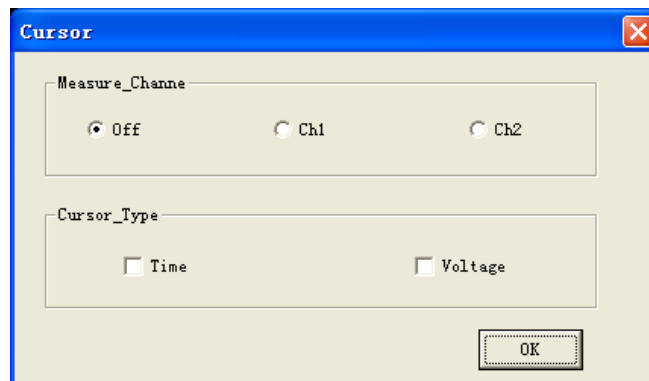 Cursor
Measure_Channe
Off Ch1 Ch2
Cursor_Type
Time Voltage
OK